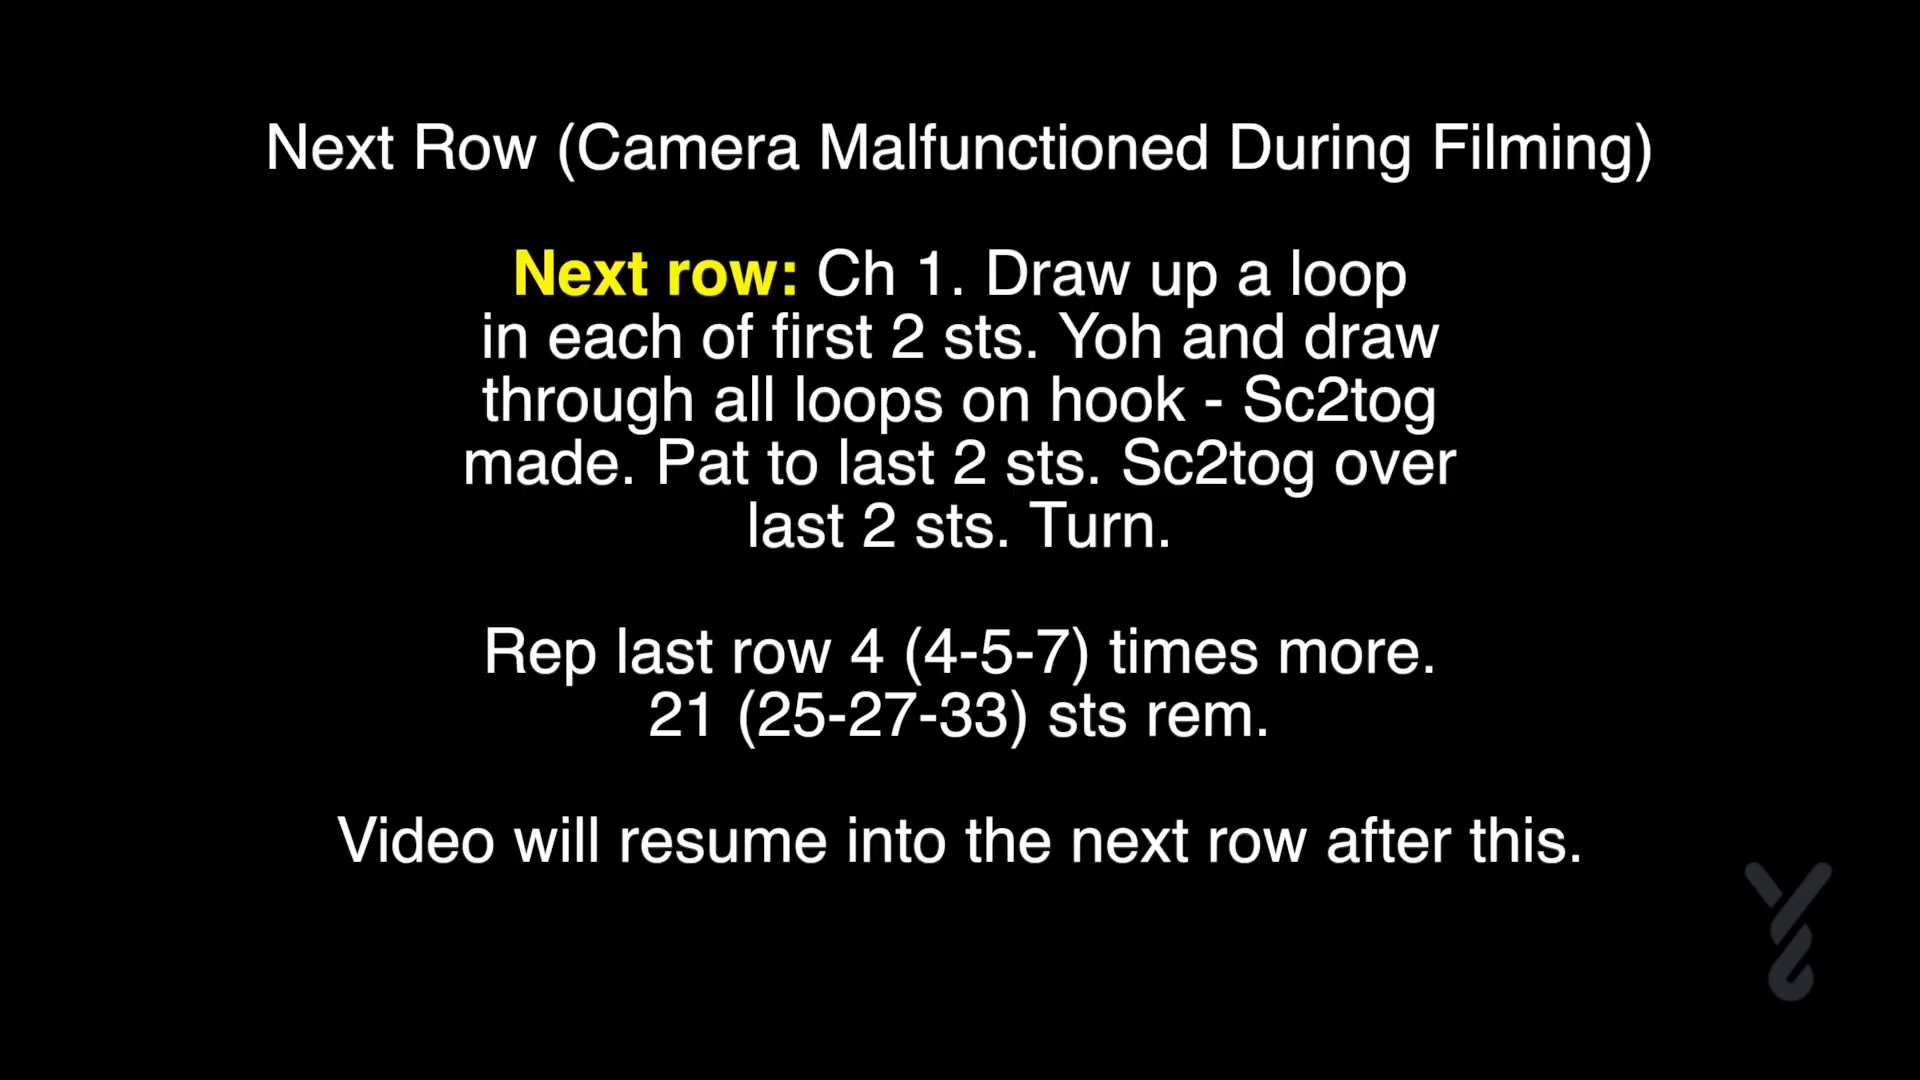 Next Row (Camera Malfunctioned During Filming)
Next row: Ch 1. Draw up a loop
in each of first 2 sts. Yoh and draw
through all loops on hook - Sc2tog
made. Pat to last 2 sts. Sc2tog over
last 2 sts. Turn.
Rep last row 4 (4-5-7) times more.
21 (25-27-33) sts rem.
Video will resume into the next row after this.